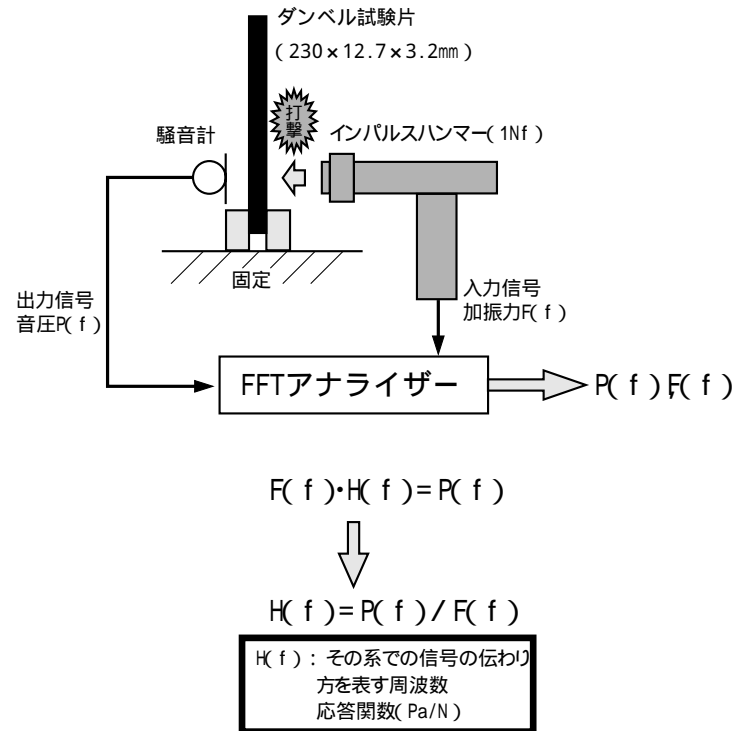 ダンベル試験片
(230×12.7×3.2㎜)
打
撃
騒音計
インパルスハンマー(1Nf)
固定
出力信号
音圧P(f)
入力信号
加振力F(f)
FFTアナライザー
P(f),F(f)
F(f)・H(f)=P(f)
H(f)=P(f)/F(f)
H(f):その系での信号の伝わり
方を表す周波数
応答関数(Pa/N)